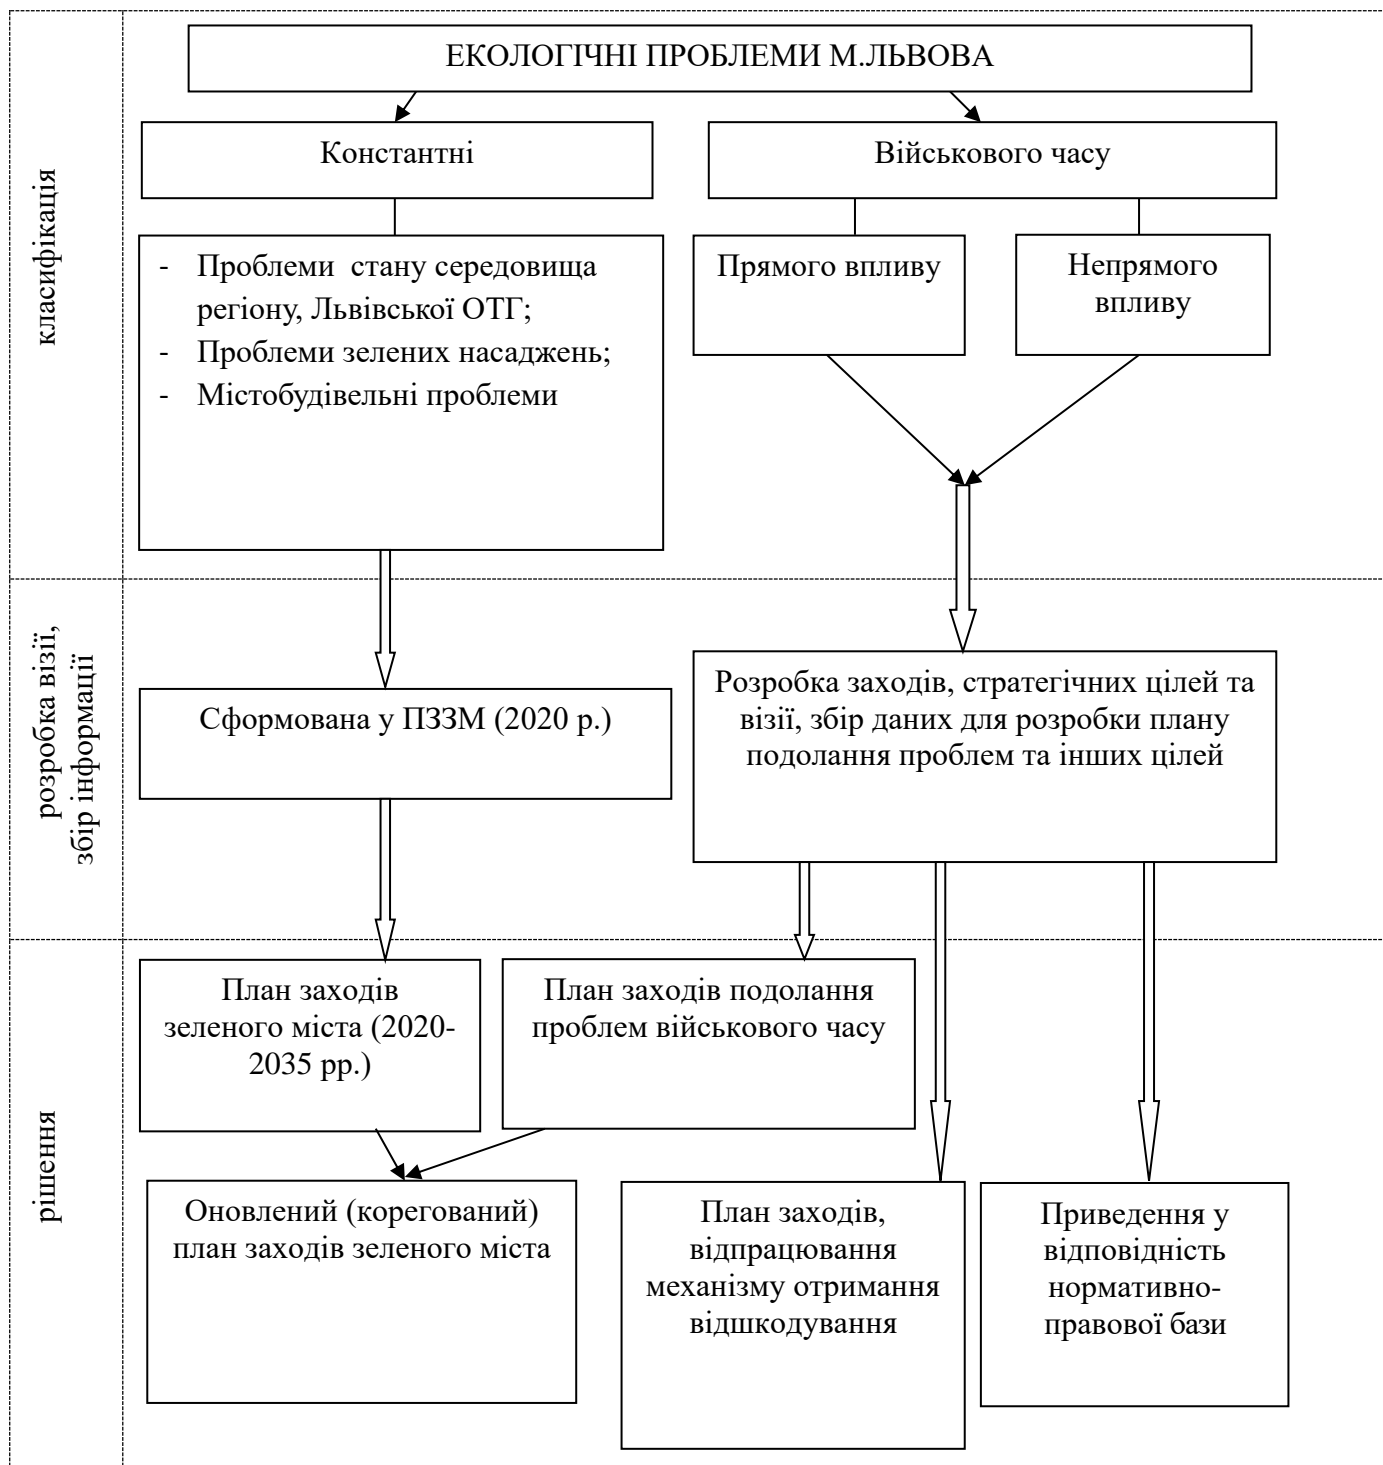 ЕКОЛОГІЧНІ ПРОБЛЕМИ М.ЛЬВОВА
класифікація
Константні
Військового часу
- Проблеми стану середовища
регіону, Львівської ОТГ;
- Проблеми зелених насаджень;
- Містобудівельні проблеми
Прямого впливу
Непрямого
впливу
розробка візії,
збір інформації
Сформована у ПЗЗМ (2020 р.)
Розробка заходів, стратегічних цілей та
візії, збір даних для розробки плану
подолання проблем та інших цілей
рішення
План заходів
зеленого міста (2020-
2035 рр.)
План заходів подолання
проблем військового часу
Оновлений (корегований)
план заходів зеленого міста
План заходів,
відпрацювання
механізму отримання
відшкодування
Приведення у
відповідність
нормативно-
правової бази